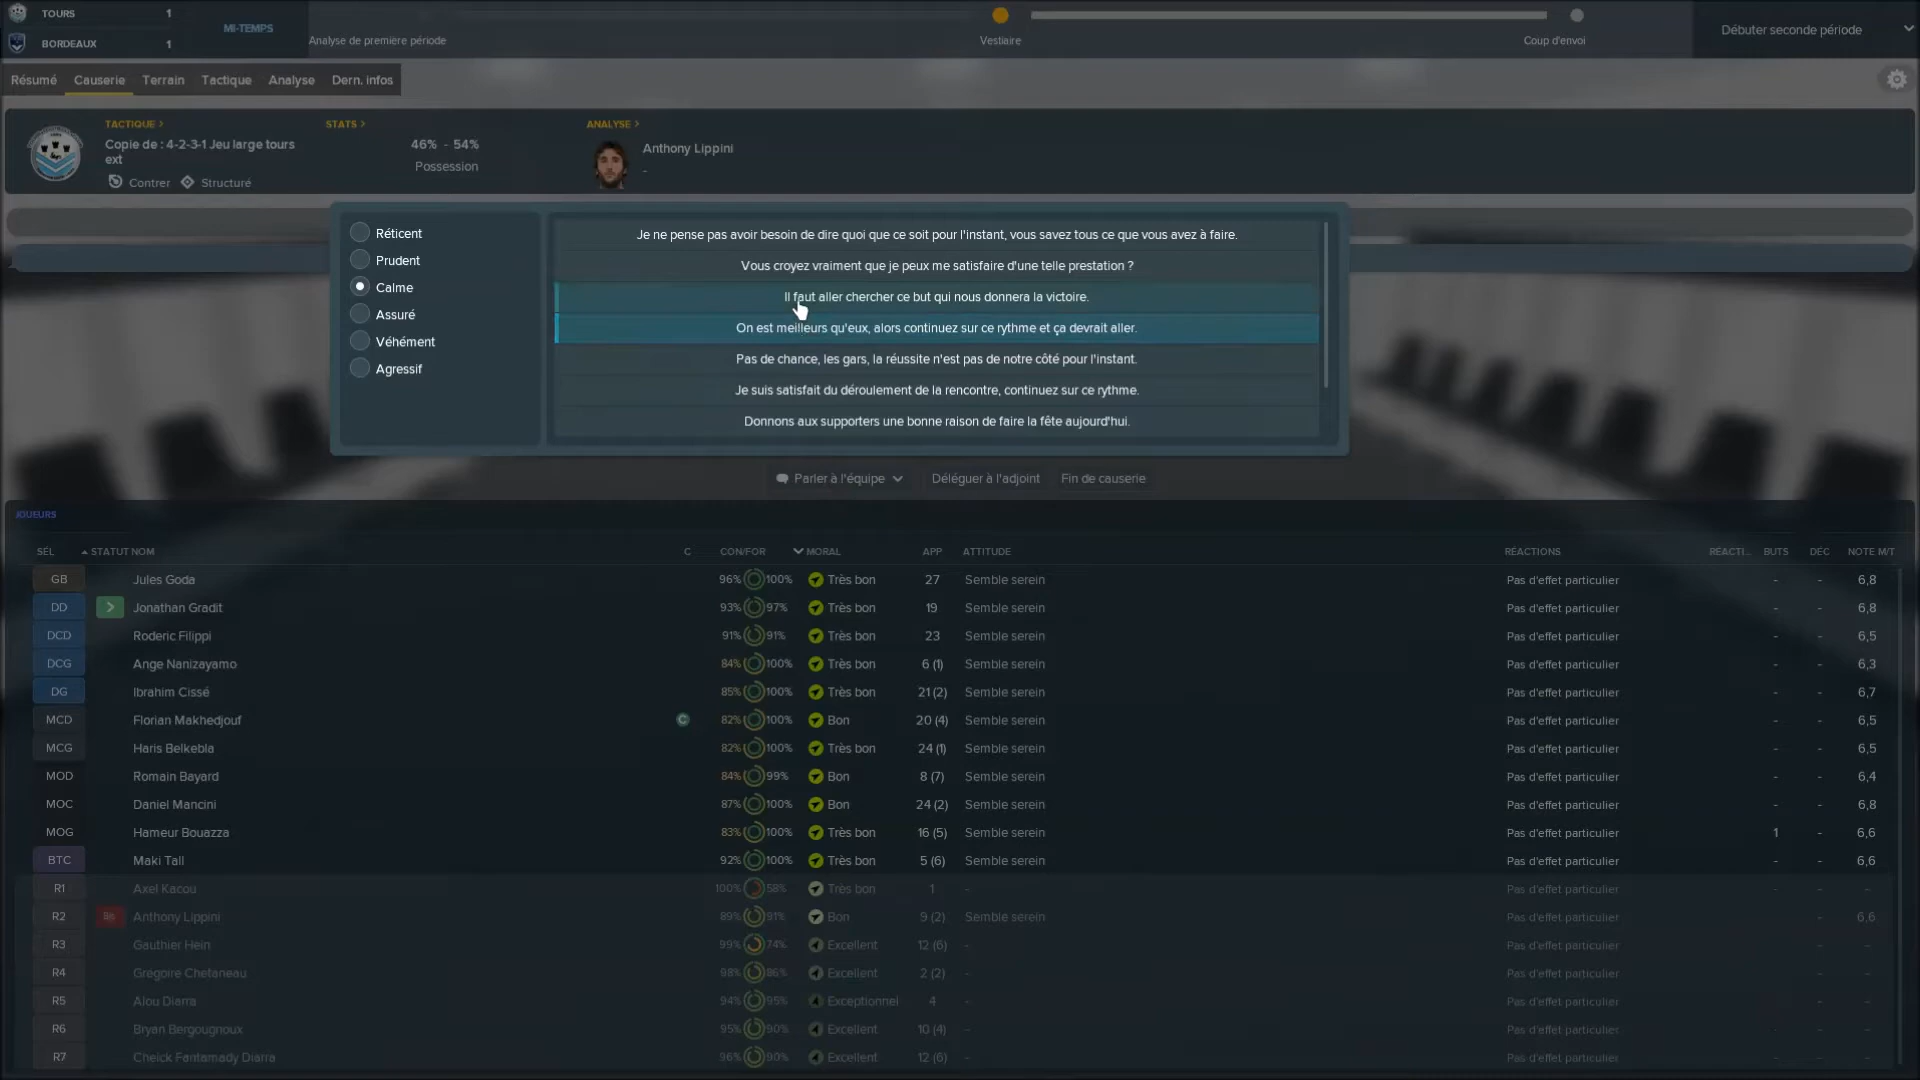 TOURS 1
BORDEAUX 1
MI-TEMPS
Analyse de première période
Vestiaire
Coup d'envoi
Débuter seconde période
Résumé Causerie Terrain Tactique Analyse Dern. infos
TACTIQUE >
Copie de : 4-2-3-1 Jeu large tours
ext
Contrer Structuré
STATS >
46% - 54%
Possession
ANALYSE >
Anthony Lippini
-
Réticent
Prudent
Calme
Assuré
Véhément
Agressif
Je ne pense pas avoir besoin de dire quoi que ce soit pour l'instant, vous savez tous ce que vous avez à faire.
Vous croyez vraiment que je peux me satisfaire d'une telle prestation ?
Il faut aller chercher ce but qui nous donnera la victoire.
On est meilleurs qu'eux, alors continuez sur ce rythme et ça devrait aller.
Pas de chance, les gars, la réussite n'est pas de notre côté pour l'instant.
Je suis satisfait du déroulement de la rencontre, continuez sur ce rythme.
Donnons aux supporters une bonne raison de faire la fête aujourd'hui.
Parler à l'équipe Déléguer à l'adjoint Fin de causerie
JOUEURS
SÉL STATUT NOM C CON/FOR MORAL APP ATTITUDE RÉACTIONS RÉACTI... BUTS DÉC NOTE M/T
GB Jules Goda 96% 100% Très bon 27 Semble serein Pas d'effet particulier - - 6,8
DD Jonathan Gradit 93% 97% Très bon 19 Semble serein Pas d'effet particulier - - 6,8
DCD Roderic Filippi 91% 91% Très bon 23 Semble serein Pas d'effet particulier - - 6,5
DCG Ange Nanizayamo 84% 100% Très bon 6 (1) Semble serein Pas d'effet particulier - - 6,3
DG Ibrahim Cissé 85% 100% Très bon 21 (2) Semble serein Pas d'effet particulier - - 6,7
MCD Florian Makhedjouf C 82% 100% Bon 20 (4) Semble serein Pas d'effet particulier - - 6,5
MCG Haris Belkebla 82% 100% Très bon 24 (1) Semble serein Pas d'effet particulier - - 6,5
MOD Romain Bayard 84% 99% Bon 8 (7) Semble serein Pas d'effet particulier - - 6,4
MOC Daniel Mancini 87% 100% Bon 24 (2) Semble serein Pas d'effet particulier - - 6,8
MOG Hameur Bouazza 83% 100% Très bon 16 (5) Semble serein Pas d'effet particulier 1 - 6,6
BTC Maki Tall 92% 100% Très bon 5 (6) Semble serein Pas d'effet particulier - - 6,6
R1 Axel Kacou 100% 58% Très bon 1 - Pas d'effet particulier - - -
R2 Bls Anthony Lippini 89% 91% Bon 9 (2) Semble serein Pas d'effet particulier - - 6,6
R3 Gauthier Hein 99% 74% Excellent 12 (6) - Pas d'effet particulier - - -
R4 Gregoire Chetaneau 98% 86% Excellent 2 (2) - Pas d'effet particulier - - -
R5 Alou Diarra 94% 95% Exceptionnel 4 - Pas d'effet particulier - - -
R6 Bryan Bergougnoux 95% 90% Excellent 10 (4) - Pas d'effet particulier - - -
R7 Cheick Fantamady Diarra 96% 90% Excellent 12 (6) - Pas d'effet particulier - - -